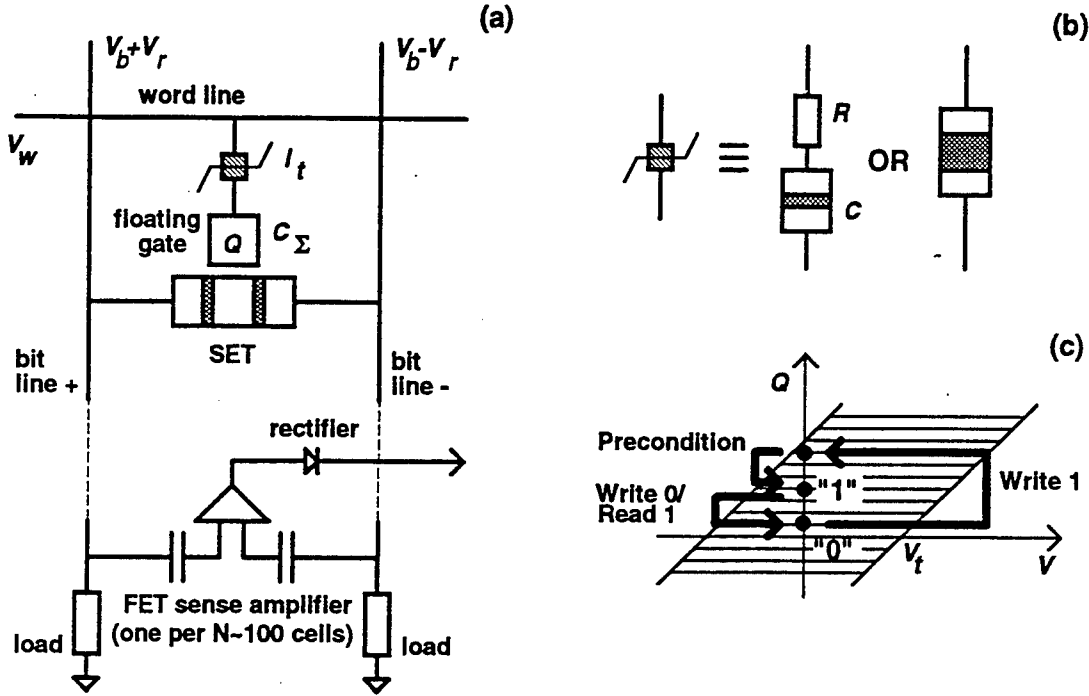 (a)
V_b+V_r
V_b-V_r
word line
V_w
I_t
floating
gate
Q
C_Σ
SET
bit
line +
bit
line -
rectifier
FET sense amplifier
(one per N~100 cells)
load
load
(b)
R
≡
OR
C
(c)
Q
Precondition
"1"
Write 0/
Read 1
Write 1
"0"
V_t
V